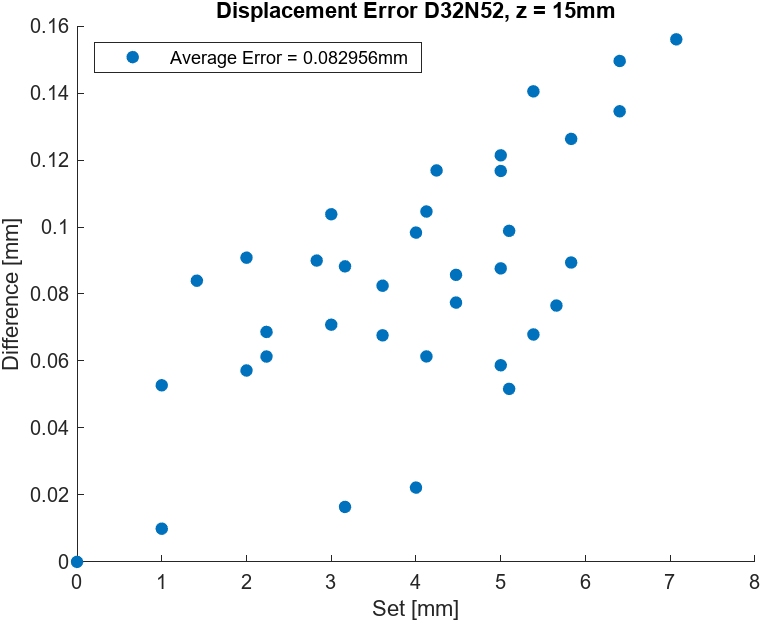 Displacement Error D32N52, z = 15mm
Average Error = 0.082956mm
0.16
0.14
0.12
0.1
0.08
0.06
0.04
0.02
0
Difference [mm]
0 1 2 3 4 5 6 7 8
Set [mm]